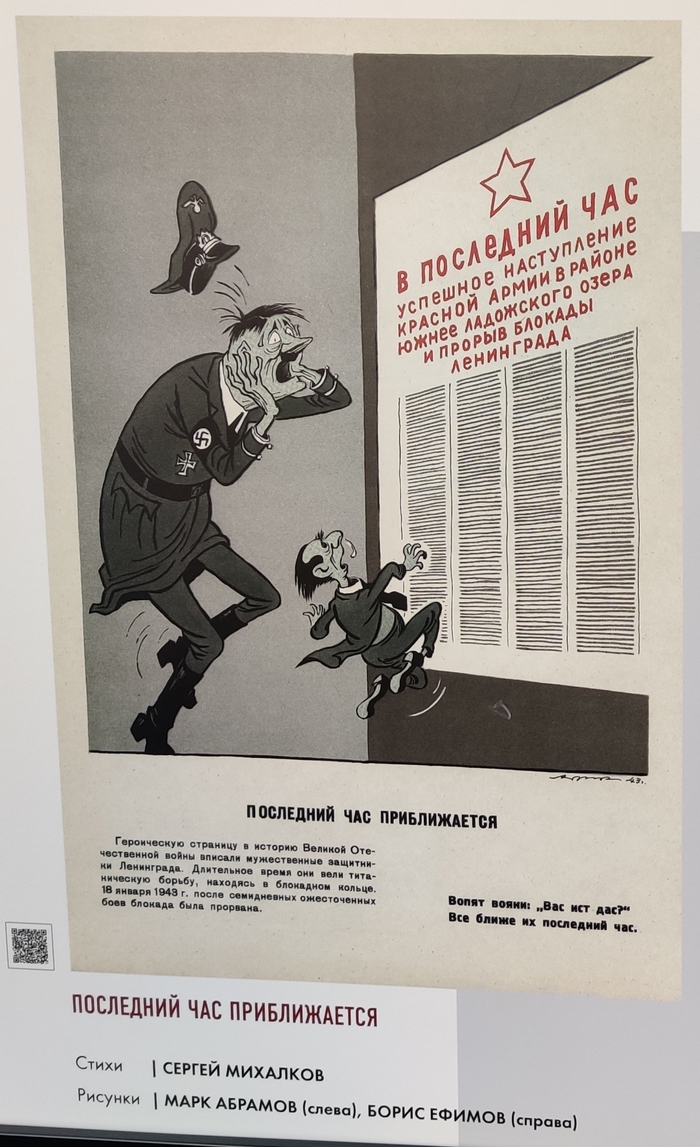 В ПОСЛЕДНИЙ ЧАС
УСПЕШНОЕ НАСТУПЛЕНИЕ
КРАСНОЙ АРМИИ В РАЙОНЕ
ЮЖНЕЕ ЛАДОЖСКОГО ОЗЕРА
И ПРОРЫВ БЛОКАДЫ
ЛЕНИНГРАДА
43.
ПОСЛЕДНИЙ ЧАС ПРИБЛИЖАЕТСЯ
Героическую страницу в историю Великой Оте-
чественной войны вписали мужественные защитни-
ки Ленинграда. Длительное время они вели тита-
ническую борьбу, находясь в блокадном кольце.
18 января 1943 г. после семидневных ожесточенных
боев блокада была прорвана.
Вопят вояки: „Вас ист дас?“
Все ближе их последний час.
ПОСЛЕДНИЙ ЧАС ПРИБЛИЖАЕТСЯ
Стихи | СЕРГЕЙ МИХАЛКОВ
Рисунки | МАРК АБРАМОВ (слева), БОРИС ЕФИМОВ (справа)